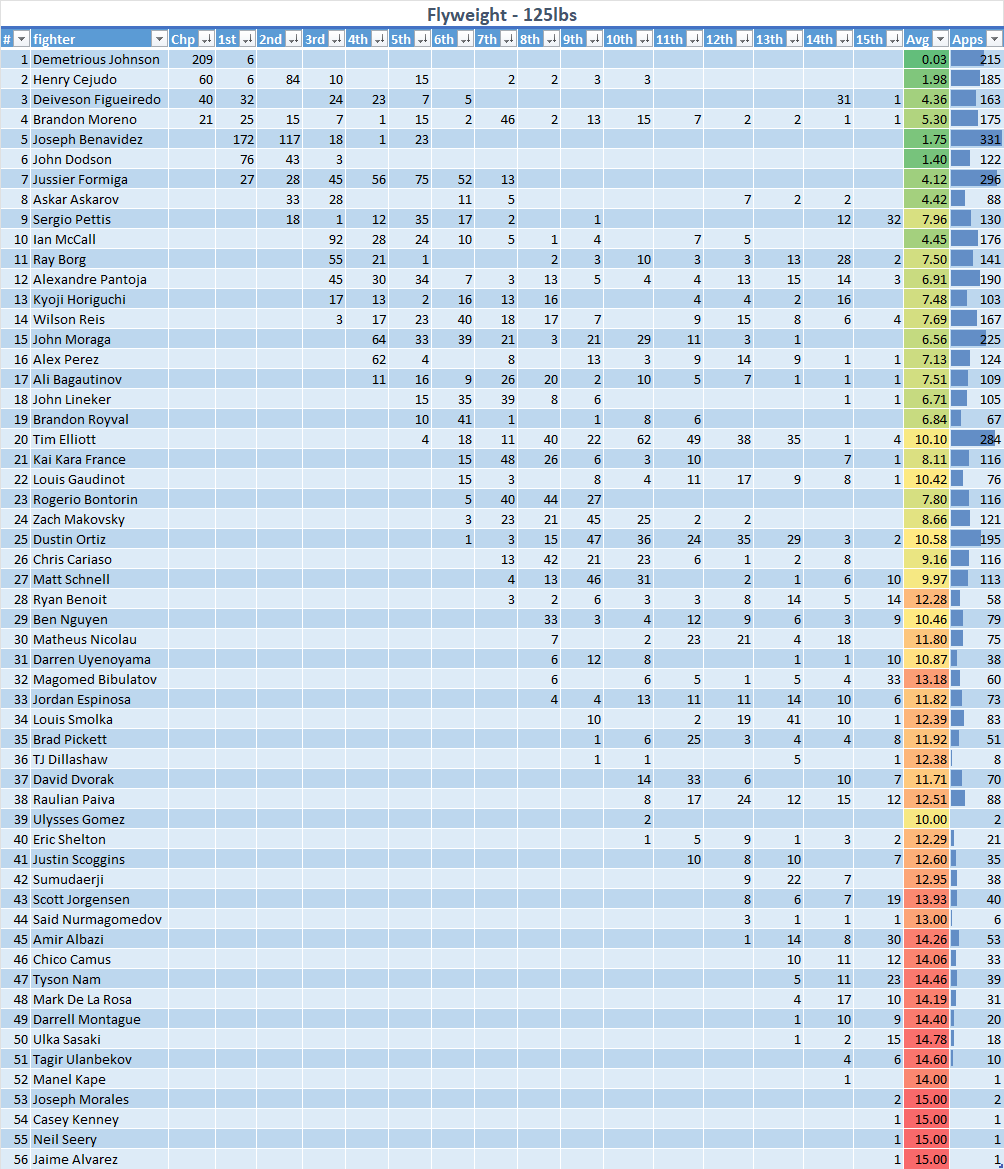 Flyweight - 125lbs
# fighter Chp 1st 2nd 3rd 4th 5th 6th 7th 8th 9th 10th 11th 12th 13th 14th 15th Avg Apps
1 Demetrious Johnson 209 6 0.03 215
2 Henry Cejudo 60 6 84 10 15 2 2 3 3 1.98 185
3 Deiveson Figueiredo 40 32 24 23 7 5 31 1 4.36 163
4 Brandon Moreno 21 25 15 7 1 15 2 46 2 13 15 7 2 2 1 1 5.30 175
5 Joseph Benavidez 172 117 18 1 23 1.75 331
6 John Dodson 76 43 3 1.40 122
7 Jussier Formiga 27 28 45 56 75 52 13 4.12 296
8 Askar Askarov 33 28 11 5 7 2 2 4.42 88
9 Sergio Pettis 18 1 12 35 17 2 1 12 32 7.96 130
10 Ian McCall 92 28 24 10 5 1 4 7 5 4.45 176
11 Ray Borg 55 21 1 2 3 10 3 3 13 28 2 7.50 141
12 Alexandre Pantoja 45 30 34 7 3 13 5 4 4 13 15 14 3 6.91 190
13 Kyoji Horiguchi 17 13 2 16 13 16 4 4 2 16 7.48 103
14 Wilson Reis 3 17 23 40 18 17 7 9 15 8 6 4 7.69 167
15 John Moraga 64 33 39 21 3 21 29 11 3 1 6.56 225
16 Alex Perez 62 4 8 13 3 9 14 9 1 1 7.13 124
17 Ali Bagautinov 11 16 9 26 20 2 10 5 7 1 1 1 7.51 109
18 John Lineker 15 35 39 8 6 1 1 6.71 105
19 Brandon Royval 10 41 1 1 8 6 6.84 67
20 Tim Elliott 4 18 11 40 22 62 49 38 35 1 4 10.10 284
21 Kai Kara France 15 48 26 6 3 10 7 1 8.11 116
22 Louis Gaudinot 15 3 8 4 11 17 9 8 1 10.42 76
23 Rogerio Bontorin 5 40 44 27 7.80 116
24 Zach Makovsky 3 23 21 45 25 2 2 8.66 121
25 Dustin Ortiz 1 3 15 47 36 24 35 29 3 2 10.58 195
26 Chris Cariaso 13 42 21 23 6 1 2 8 9.16 116
27 Matt Schnell 4 13 46 31 2 1 6 10 9.97 113
28 Ryan Benoit 3 2 6 3 3 8 14 5 14 12.28 58
29 Ben Nguyen 33 3 4 12 9 6 3 9 10.46 79
30 Matheus Nicolau 7 2 23 21 4 18 11.80 75
31 Darren Uyenoyama 6 12 8 1 1 10 10.87 38
32 Magomed Bibulatov 6 6 5 1 5 4 33 13.18 60
33 Jordan Espinosa 4 4 13 11 11 14 10 6 11.82 73
34 Louis Smolka 10 2 19 41 10 1 12.39 83
35 Brad Pickett 1 6 25 3 4 4 8 11.92 51
36 TJ Dillashaw 1 1 5 1 12.38 8
37 David Dvorak 14 33 6 10 7 11.71 70
38 Raulian Paiva 8 17 24 12 15 12 12.51 88
39 Ulysses Gomez 2 10.00 2
40 Eric Shelton 1 5 9 1 3 2 12.29 21
41 Justin Scoggins 10 8 10 7 12.60 35
42 Sumudaerji 9 22 7 12.95 38
43 Scott Jorgensen 8 6 7 19 13.93 40
44 Said Nurmagomedov 3 1 1 1 13.00 6
45 Amir Albazi 1 14 8 30 14.26 53
46 Chico Camus 10 11 12 14.06 33
47 Tyson Nam 5 11 23 14.46 39
48 Mark De La Rosa 4 17 10 14.19 31
49 Darrell Montague 1 10 9 14.40 20
50 Ulka Sasaki 1 2 15 14.78 18
51 Tagir Ulanbekov 4 6 14.60 10
52 Manel Kape 1 14.00 1
53 Joseph Morales 2 15.00 2
54 Casey Kenney 1 15.00 1
55 Neil Seery 1 15.00 1
56 Jaime Alvarez 1 15.00 1